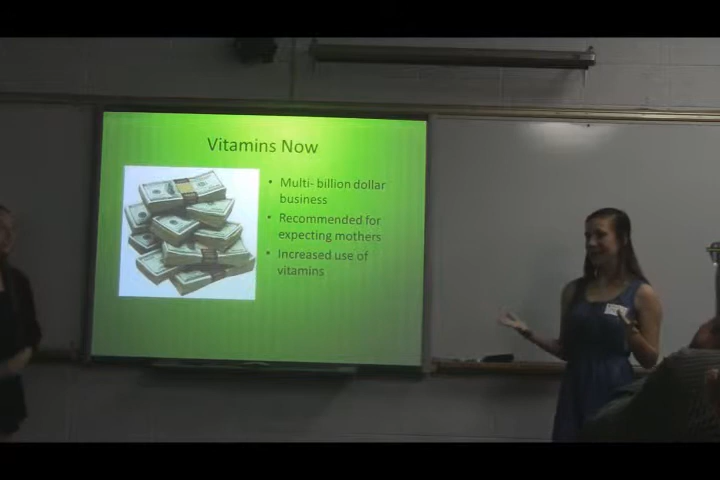 Vitamins Now
• Multi- billion dollar
business
• Recommended for
expecting mothers
• Increased use of
vitamins